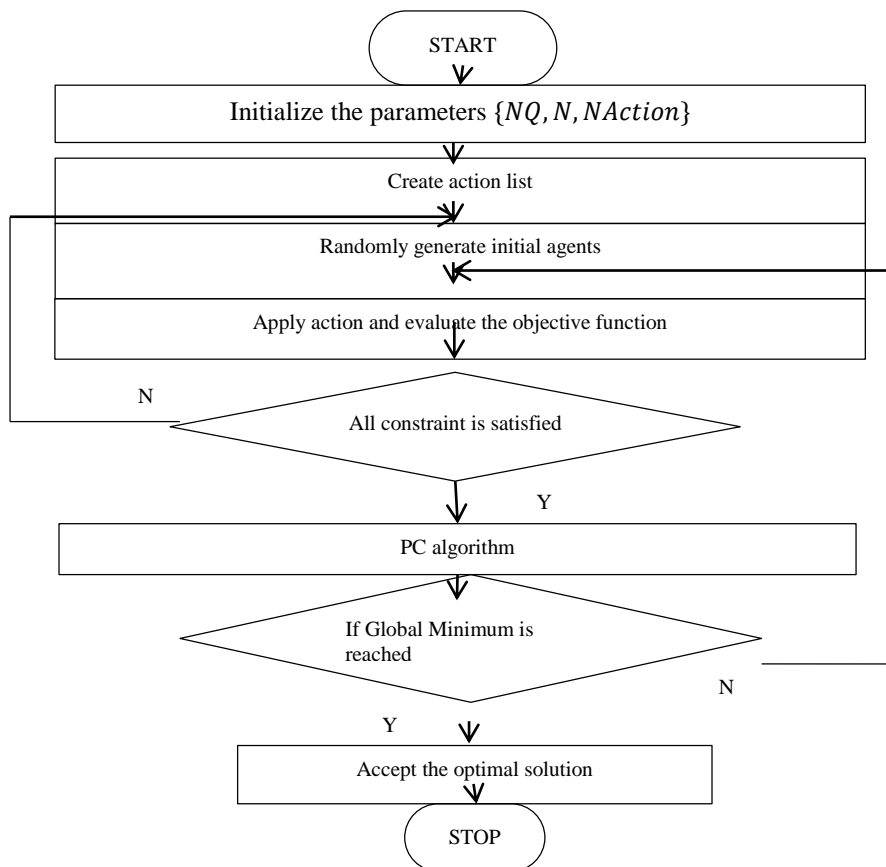 START
Initialize the parameters {NQ, N, NAction}
Create action list
Randomly generate initial agents
Apply action and evaluate the objective function
N
All constraint is satisfied
Y
PC algorithm
If Global Minimum is
reached
N
Y
Accept the optimal solution
STOP